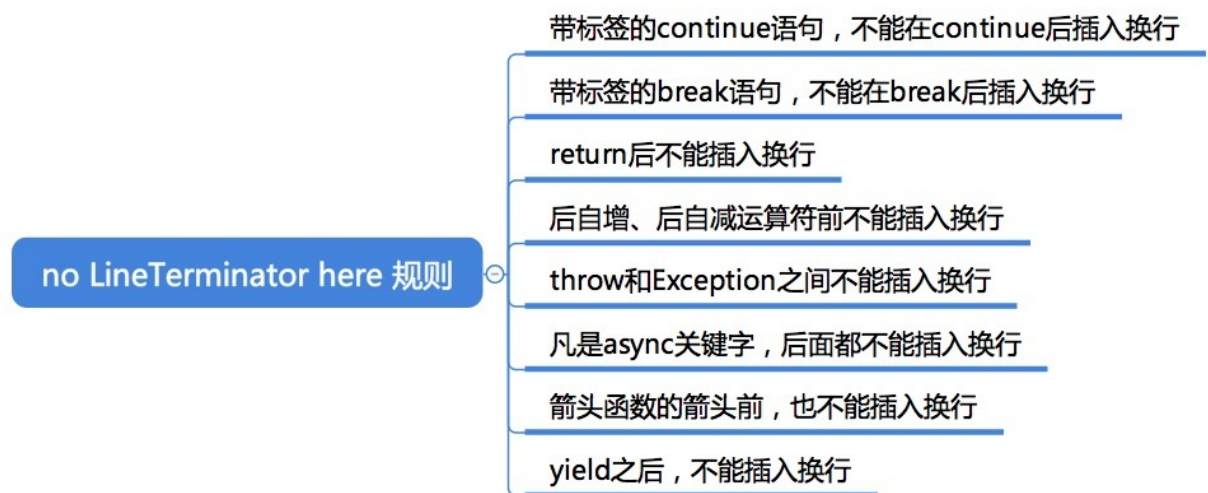 带标签的continue语句，不能在continue后插入换行
带标签的break语句，不能在break后插入换行
return后不能插入换行
后自增、后自减运算符前不能插入换行
no LineTerminator here 规则
throw和Exception之间不能插入换行
凡是async关键字，后面都不能插入换行
箭头函数的箭头前，也不能插入换行
yield之后，不能插入换行